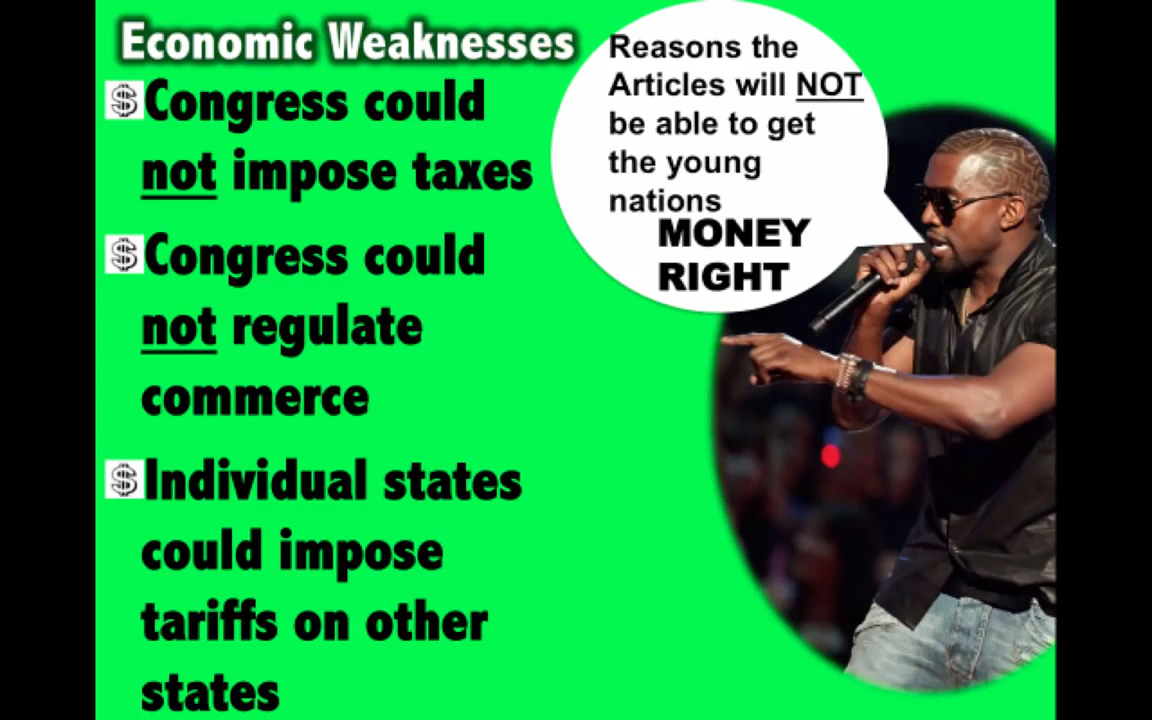 Economic Weaknesses
Congress could
not impose taxes
Congress could
not regulate
commerce
Individual states
could impose
tariffs on other
states
Reasons the
Articles will NOT
be able to get
the young
nations
MONEY
RIGHT